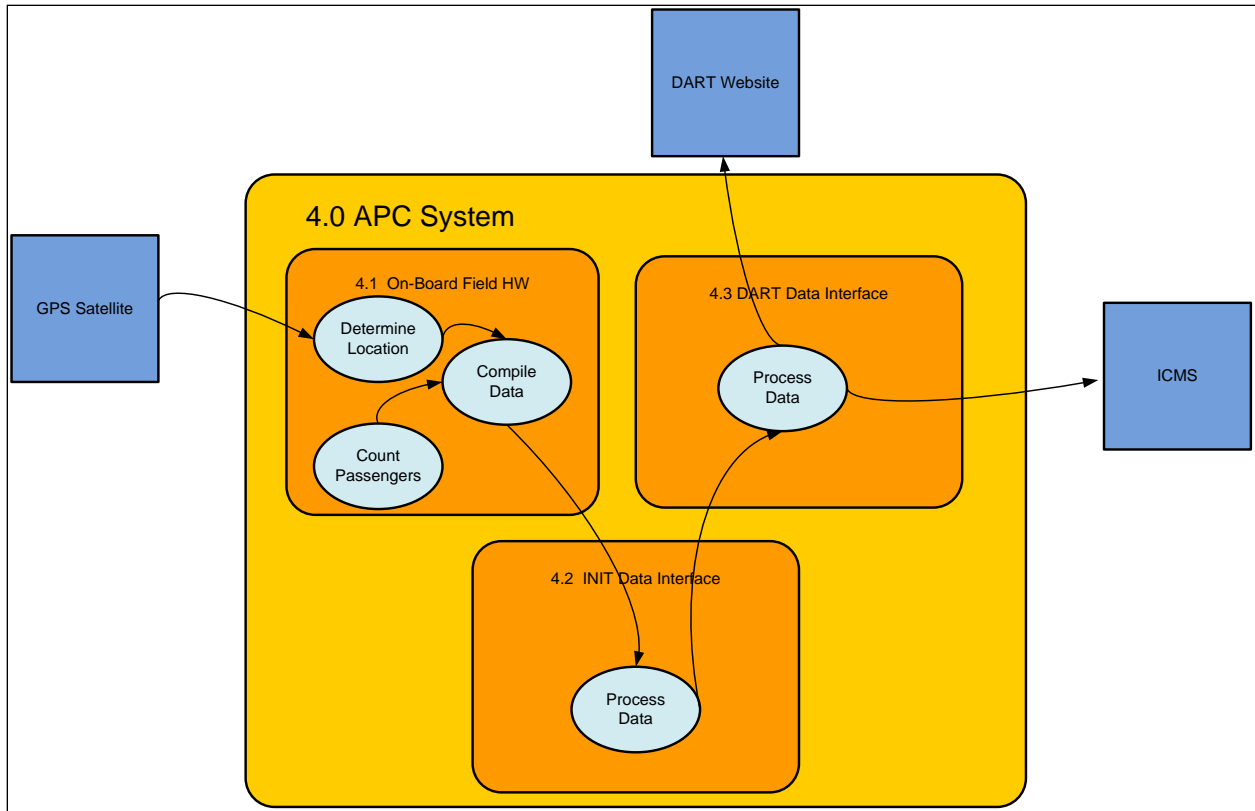 DART Website
4.0 APC System
GPS Satellite
4.1 On-Board Field HW
Determine
Location
Compile
Data
Count
Passengers
4.3 DART Data Interface
Process
Data
ICMS
4.2 INIT Data Interface
Process
Data